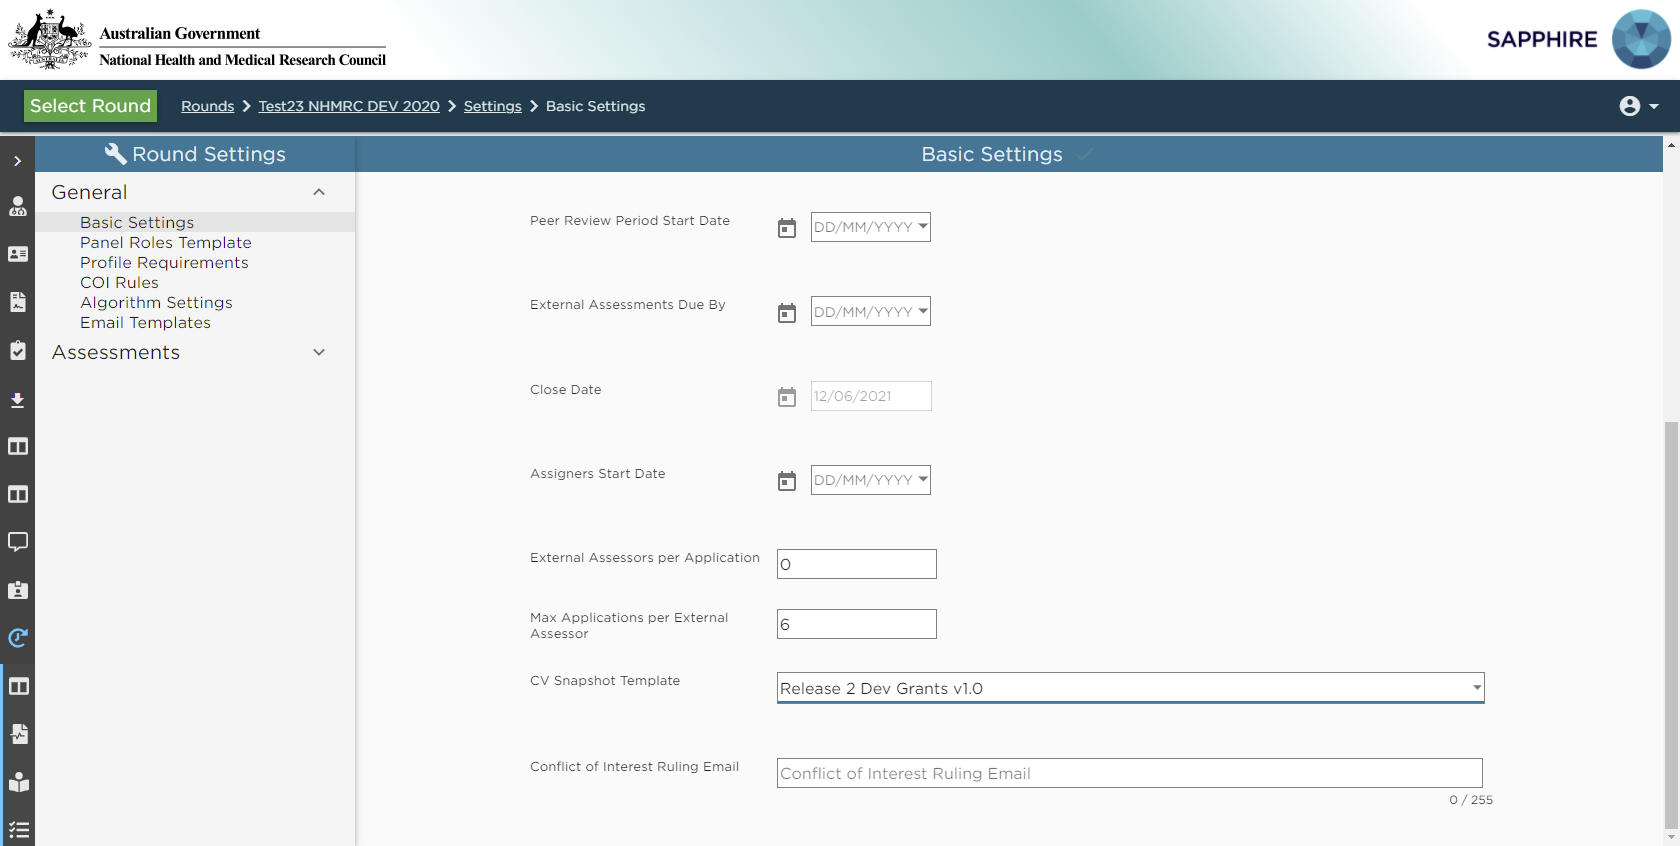 Australian Government
National Health and Medical Research Council
SAPPHIRE
Select Round
Rounds > Test23 NHMRC DEV 2020 > Settings > Basic Settings
Round Settings
Basic Settings
General
Basic Settings
Panel Roles Template
Profile Requirements
COI Rules
Algorithm Settings
Email Templates
Assessments
Peer Review Period Start Date
DD/MM/YYYY
External Assessments Due By
DD/MM/YYYY
Close Date
12/06/2021
Assigners Start Date
DD/MM/YYYY
External Assessors per Application
0
Max Applications per External
Assessor
6
CV Snapshot Template
Release 2 Dev Grants v1.0
Conflict of Interest Ruling Email
Conflict of Interest Ruling Email
0 / 255